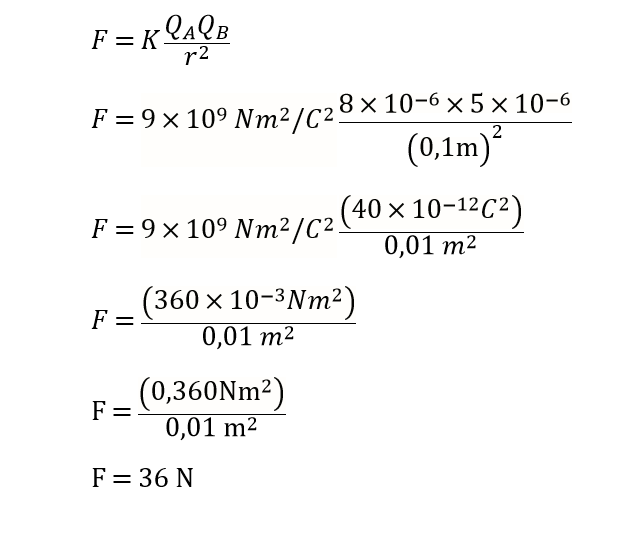 F = K Q_A Q_B / r²
F = 9 × 10⁹ Nm²/C² 8 × 10⁻⁶ × 5 × 10⁻⁶ / (0,1m)²
F = 9 × 10⁹ Nm²/C² (40 × 10⁻¹²C²) / 0,01 m²
F = (360 × 10⁻³Nm²) / 0,01 m²
F = (0,360Nm²) / 0,01 m²
F = 36 N